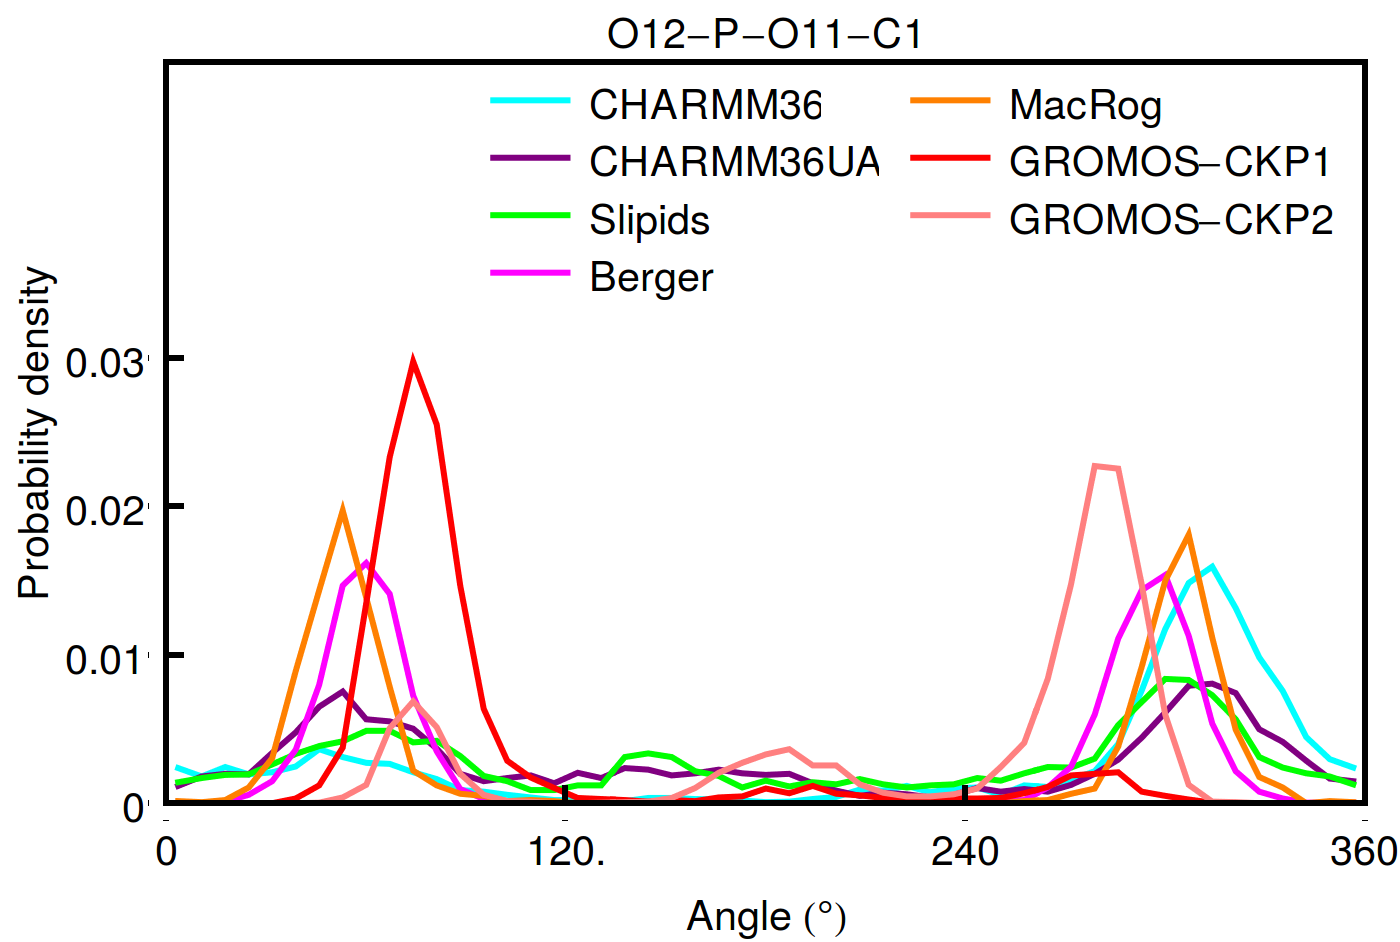 O12−P−O11−C1
CHARMM36
CHARMM36UA
Slipids
Berger
MacRog
GROMOS−CKP1
GROMOS−CKP2
Probability density
0.03
0.02
0.01
0
0 120. 240 360
Angle (°)